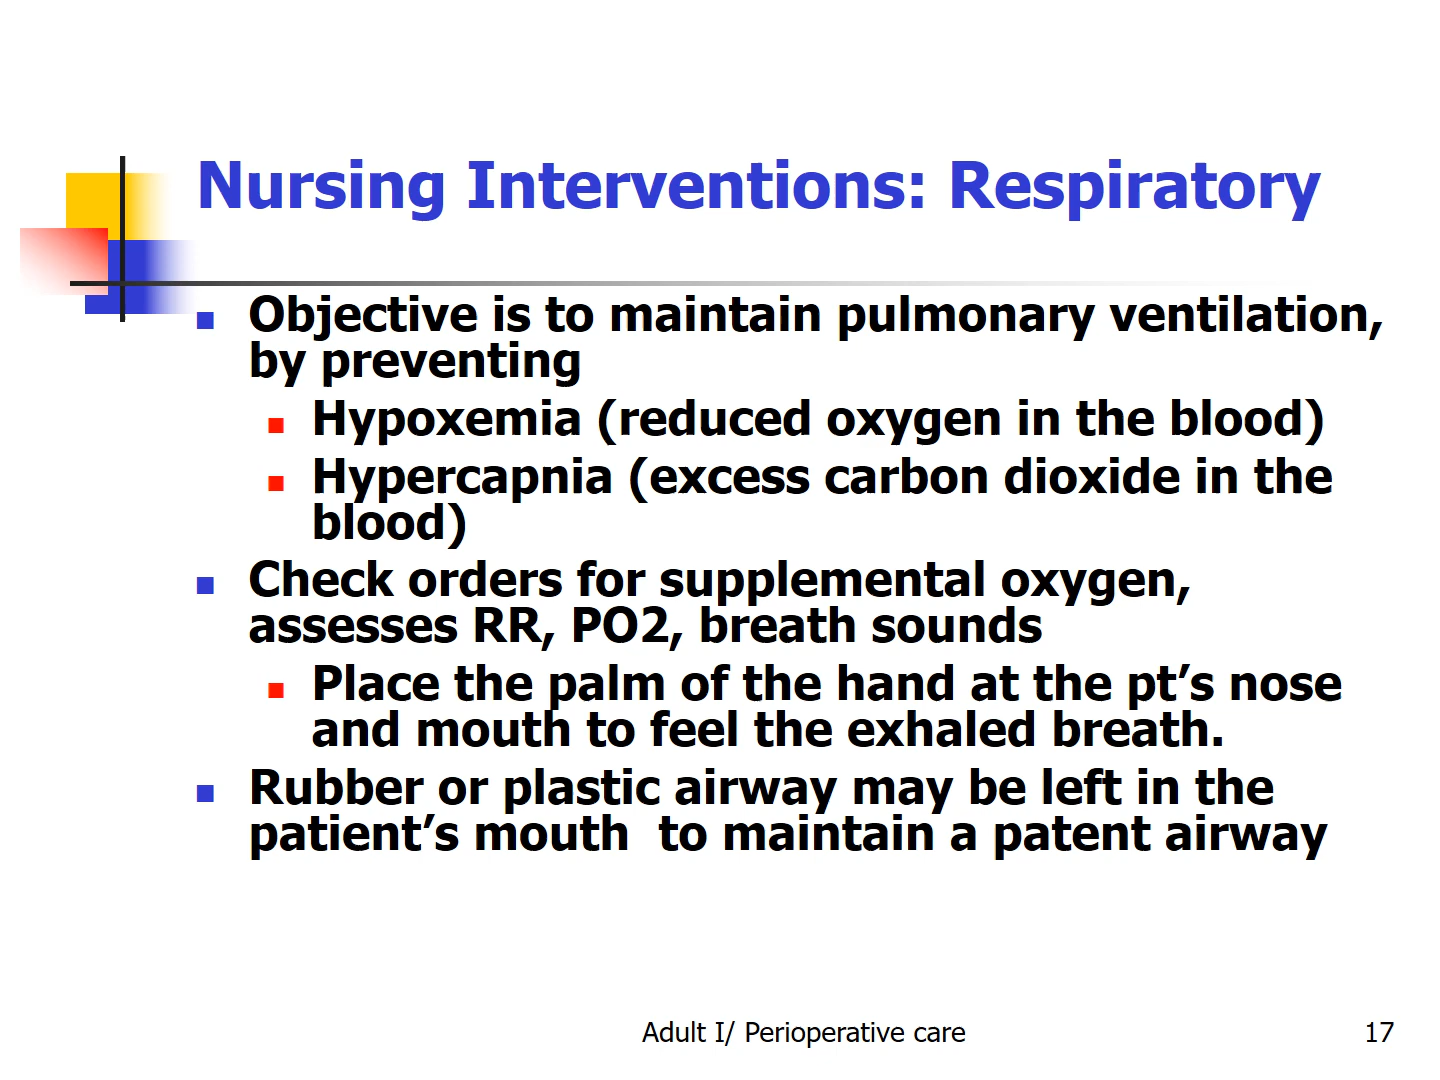 Nursing Interventions: Respiratory
Objective is to maintain pulmonary ventilation,
by preventing
Hypoxemia (reduced oxygen in the blood)
Hypercapnia (excess carbon dioxide in the
blood)
Check orders for supplemental oxygen,
assesses RR, PO2, breath sounds
Place the palm of the hand at the pt’s nose
and mouth to feel the exhaled breath.
Rubber or plastic airway may be left in the
patient’s mouth  to maintain a patent airway
Adult I/ Perioperative care
17